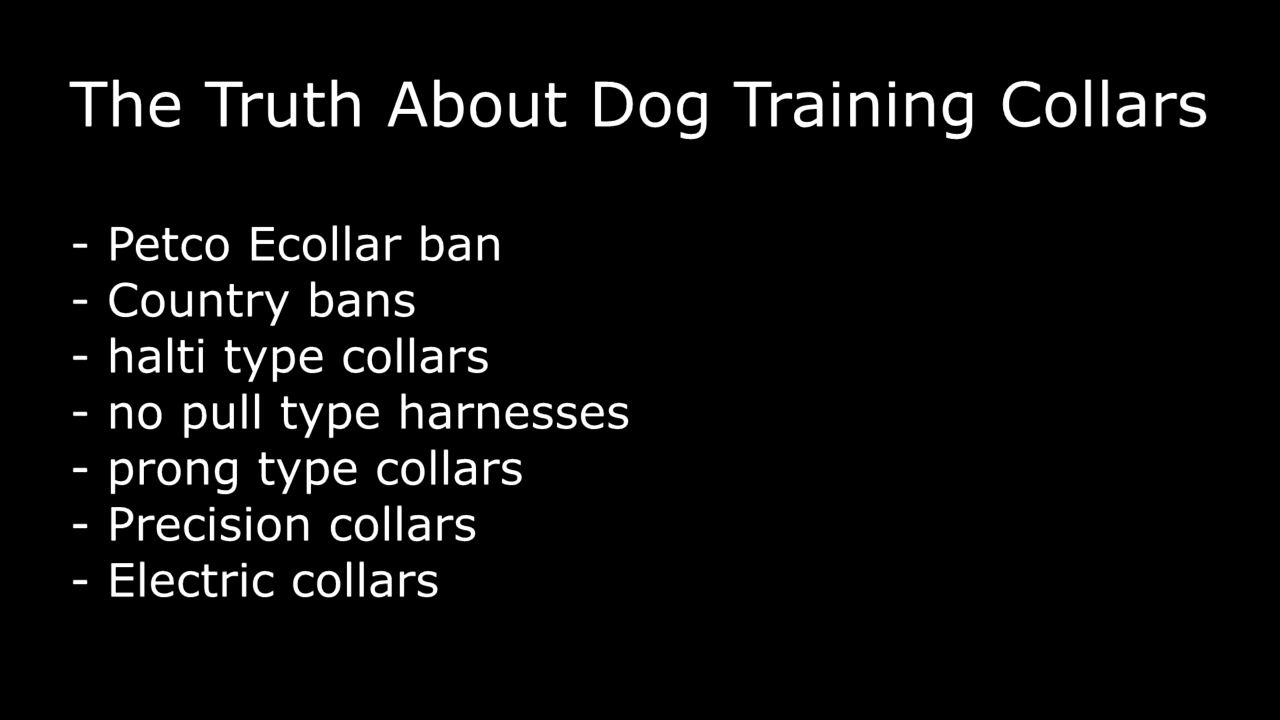 The Truth About Dog Training Collars
- Petco Ecollar ban
- Country bans
- halti type collars
- no pull type harnesses
- prong type collars
- Precision collars
- Electric collars